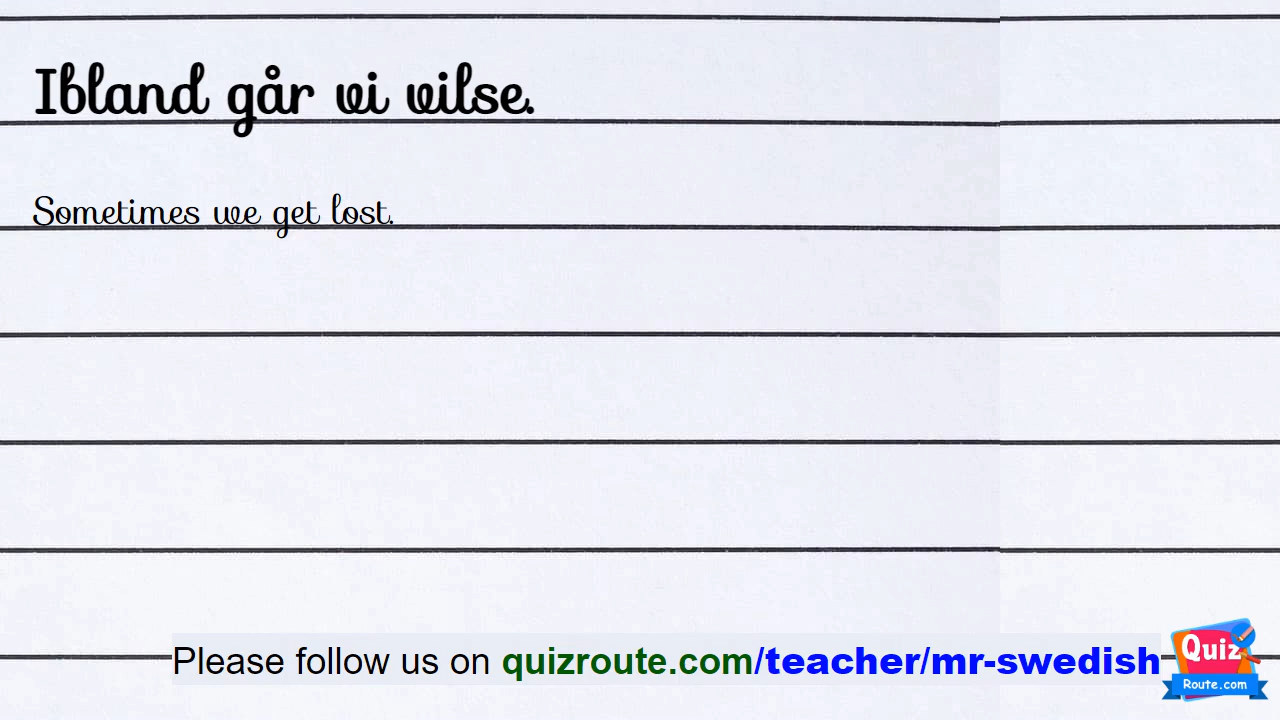 Ibland går vi vilse.
Sometimes we get lost.
Please follow us on quizroute.com/teacher/mr-swedish
Quiz
Route.com